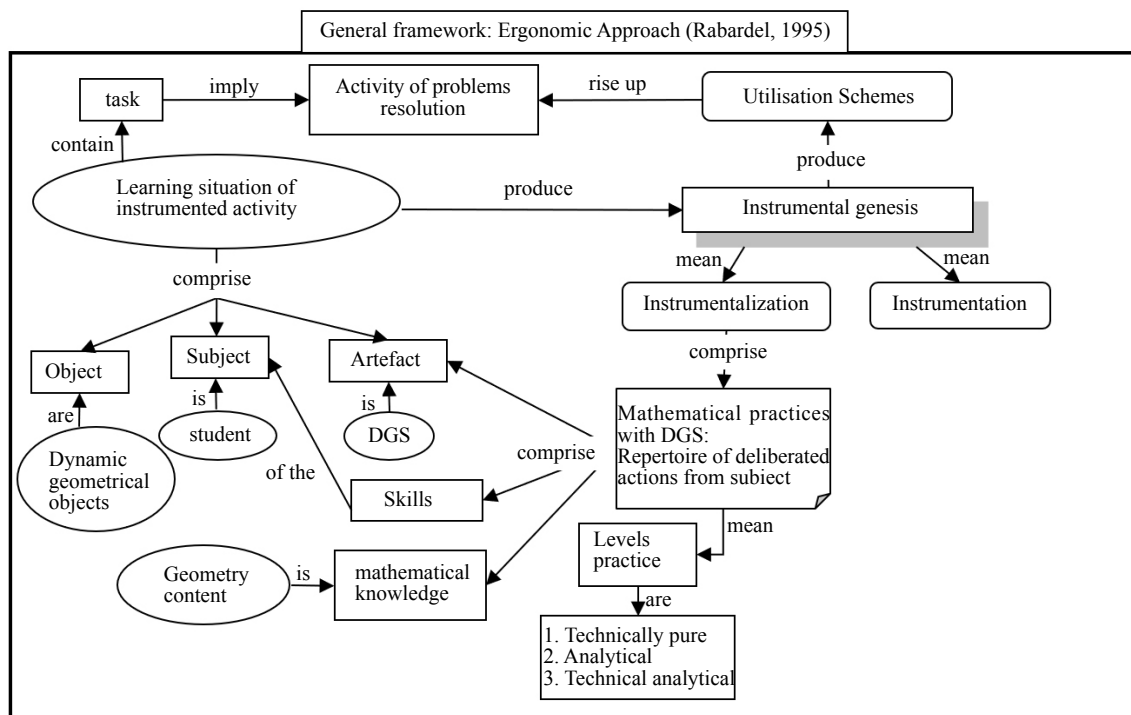 General framework: Ergonomic Approach (Rabardel, 1995)
task
imply
Activity of problems
resolution
rise up
Utilisation Schemes
contain
produce
Learning situation of
instrumented activity
produce
Instrumental genesis
mean
mean
comprise
Instrumentalization
Instrumentation
comprise
Object
Subject
Artefact
are
is
is
student
DGS
Dynamic
geometrical
objects
of the
comprise
Skills
Mathematical practices
with DGS:
Repertoire of deliberated
actions from subject
mean
Levels
practice
Geometry
content
is
mathematical
knowledge
are
1. Technically pure
2. Analytical
3. Technical analytical